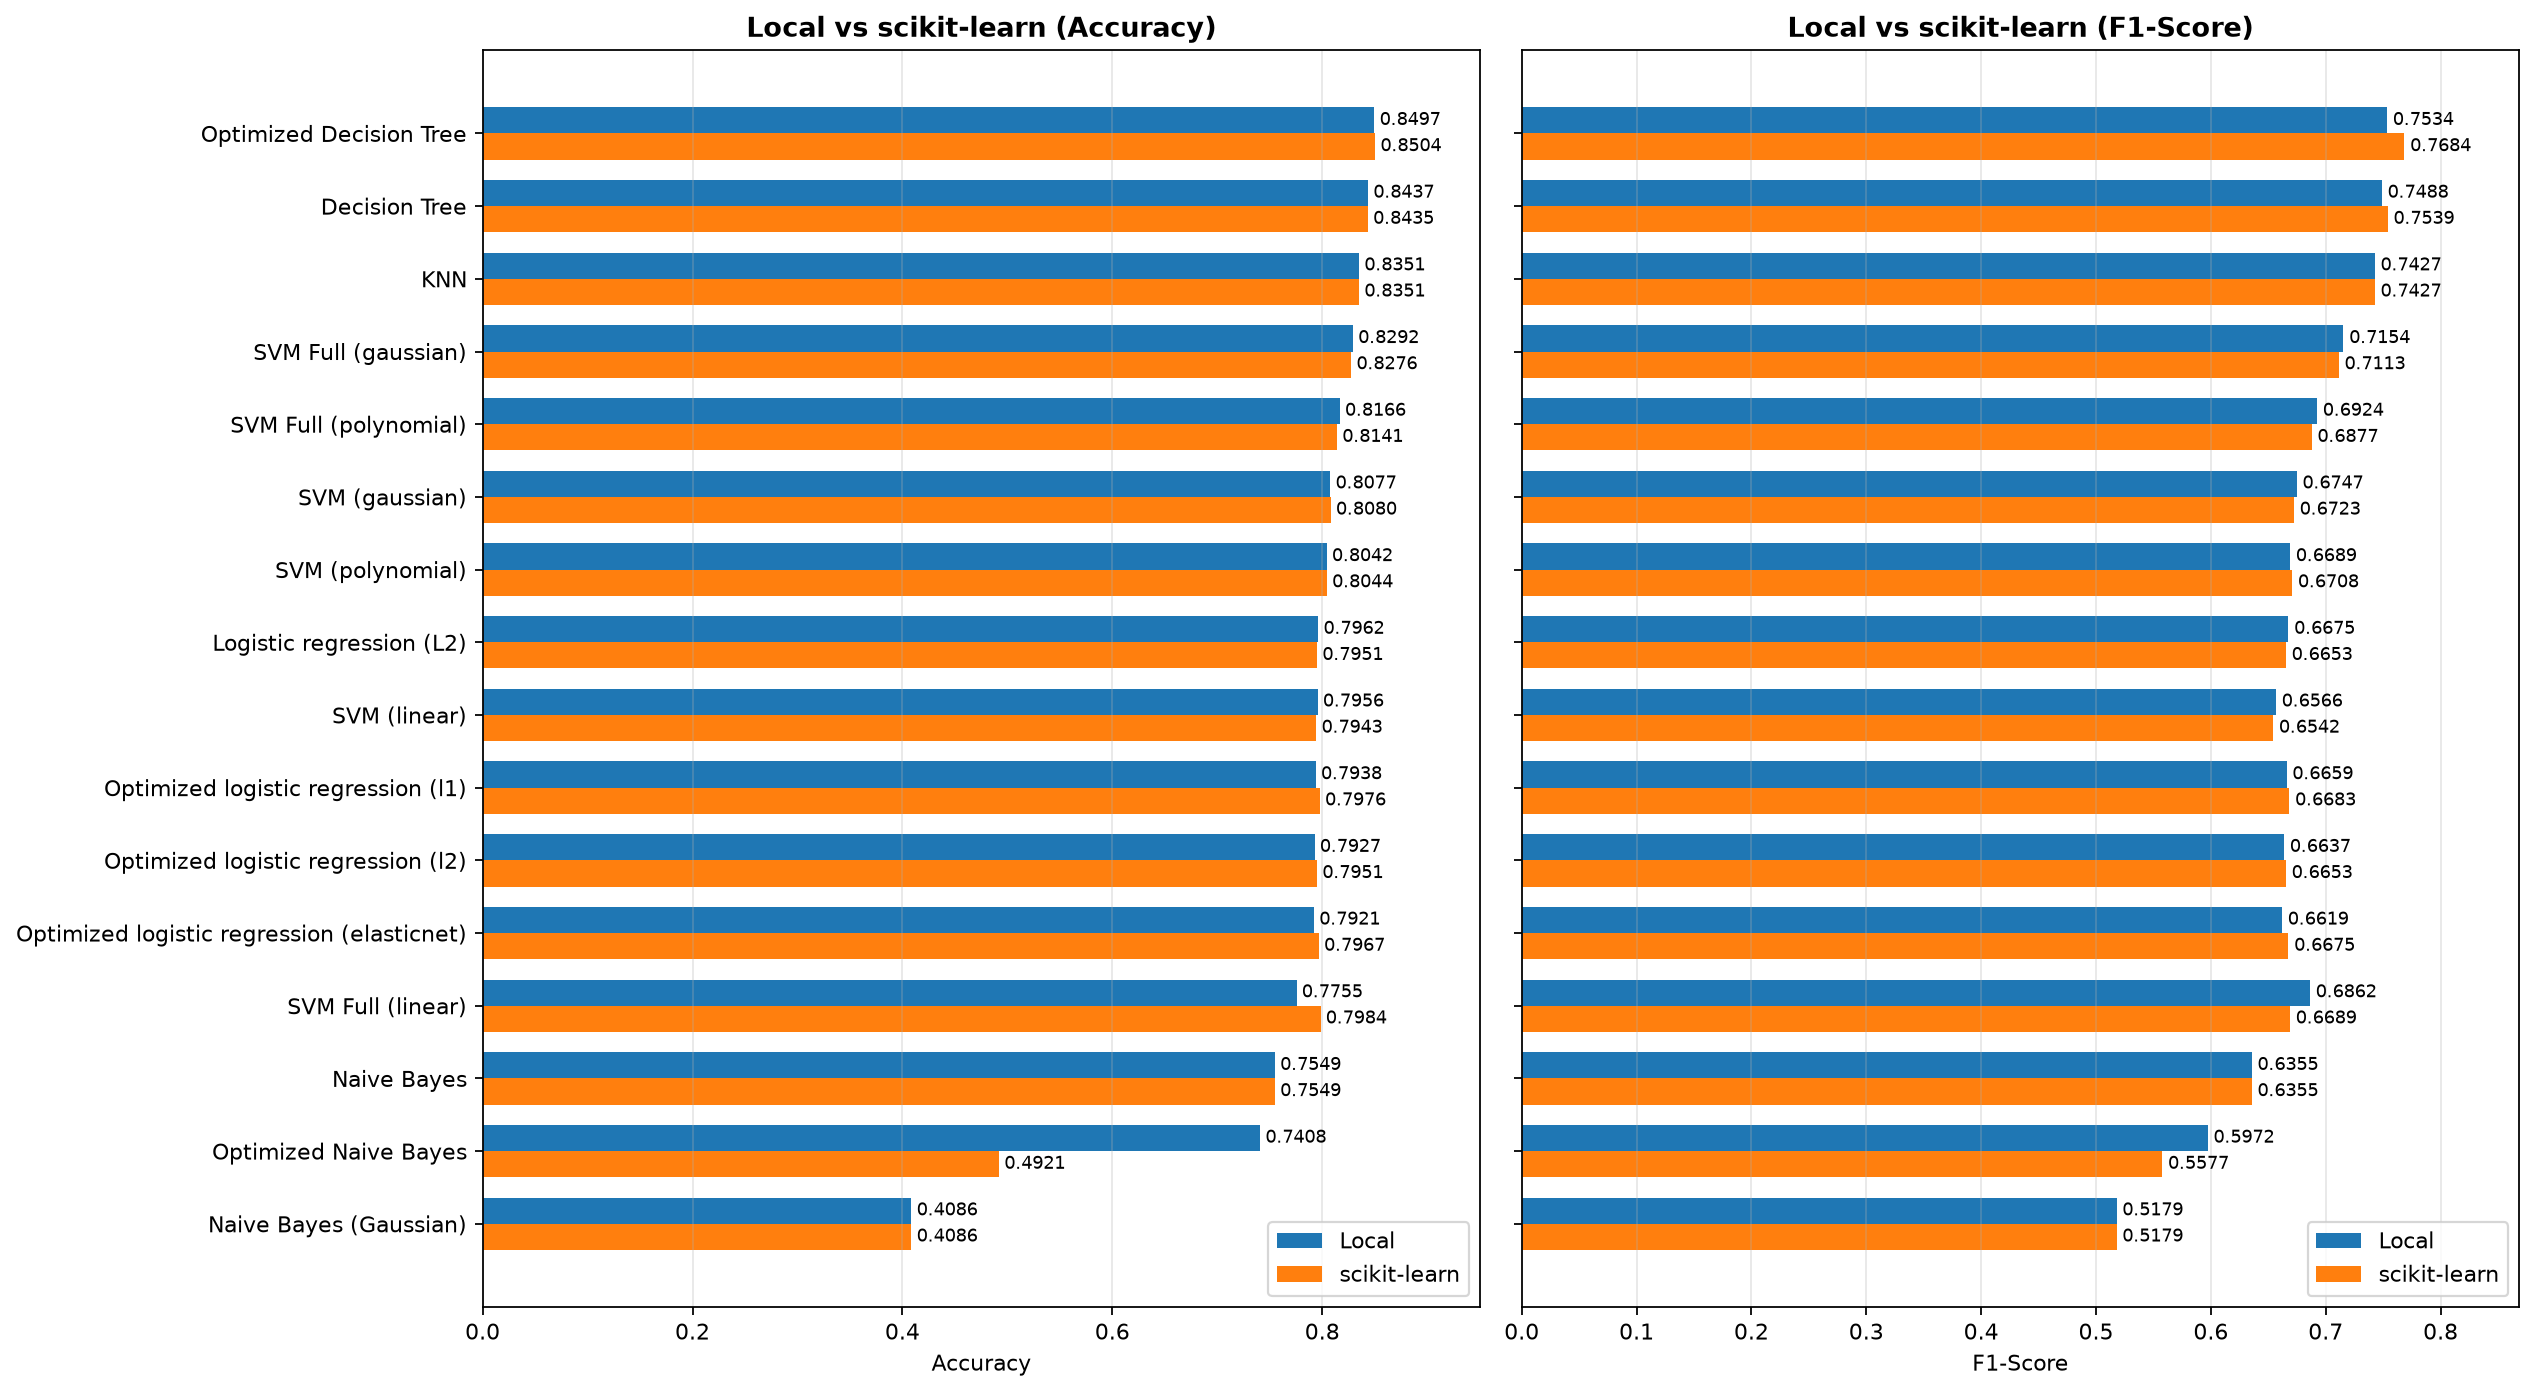 Local vs scikit-learn (Accuracy)
Optimized Decision Tree
0.8497
0.8504
Decision Tree
0.8437
0.8435
KNN
0.8351
0.8351
SVM Full (gaussian)
0.8292
0.8276
SVM Full (polynomial)
0.8166
0.8141
SVM (gaussian)
0.8077
0.8080
SVM (polynomial)
0.8042
0.8044
Logistic regression (L2)
0.7962
0.7951
SVM (linear)
0.7956
0.7943
Optimized logistic regression (l1)
0.7938
0.7976
Optimized logistic regression (l2)
0.7927
0.7951
Optimized logistic regression (elasticnet)
0.7921
0.7967
SVM Full (linear)
0.7755
0.7984
Naive Bayes
0.7549
0.7549
Optimized Naive Bayes
0.7408
0.4921
Naive Bayes (Gaussian)
0.4086
0.4086
Local
scikit-learn
0.0 0.2 0.4 0.6 0.8
Accuracy
Local vs scikit-learn (F1-Score)
0.7534
0.7684
0.7488
0.7539
0.7427
0.7427
0.7154
0.7113
0.6924
0.6877
0.6747
0.6723
0.6689
0.6708
0.6675
0.6653
0.6566
0.6542
0.6659
0.6683
0.6637
0.6653
0.6619
0.6675
0.6862
0.6689
0.6355
0.6355
0.5972
0.5577
0.5179
0.5179
Local
scikit-learn
0.0 0.1 0.2 0.3 0.4 0.5 0.6 0.7 0.8
F1-Score